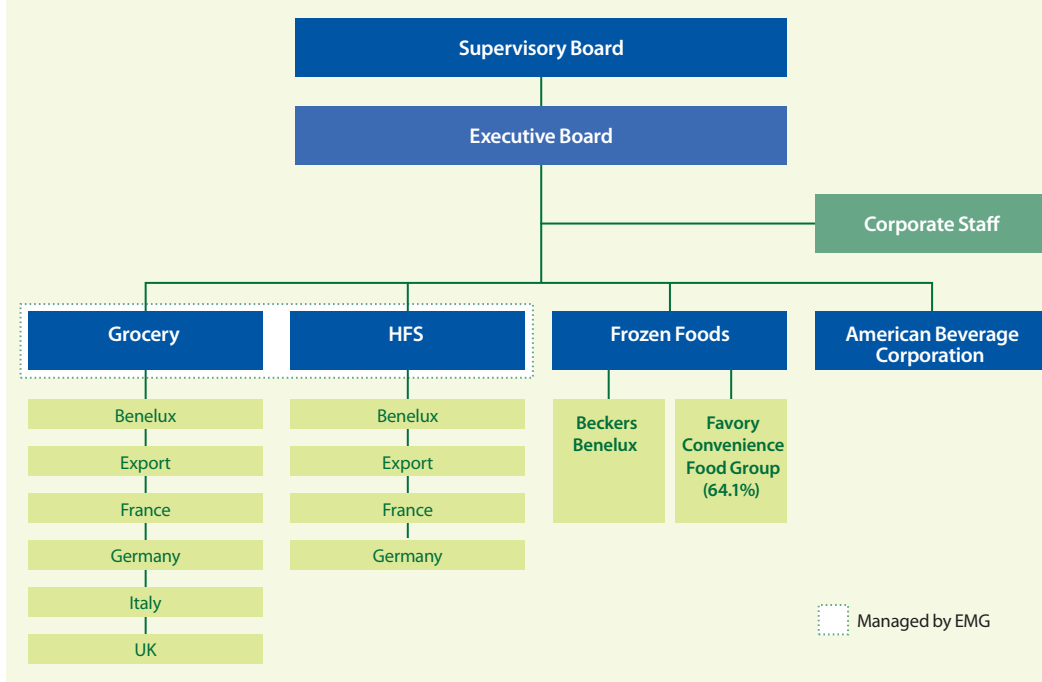 Supervisory Board
Executive Board
Corporate Staff
Grocery
HFS
Frozen Foods
American Beverage
Corporation
Benelux
Export
France
Germany
Italy
UK
Benelux
Export
France
Germany
Beckers
Benelux
Favory
Convenience
Food Group
(64.1%)
Managed by EMG